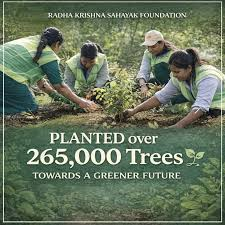 RADHA KRISHNA SAHAYAK FOUNDATION
PLANTED over
265,000 Trees
TOWARDS A GREENER FUTURE